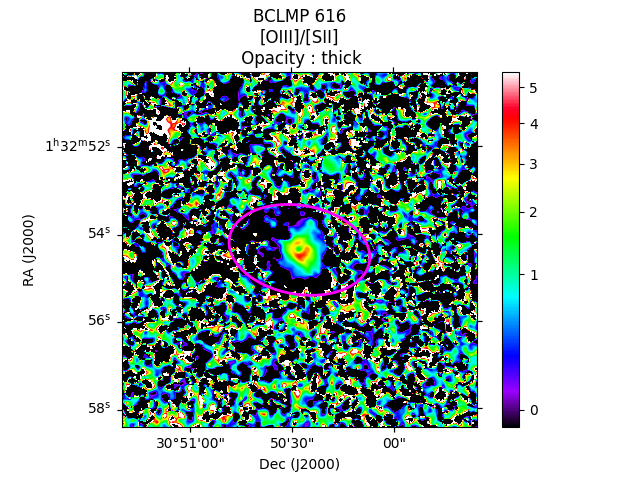 BCLMP 616
[OIII]/[SII]
Opacity : thick
1ʰ32ᵐ52ˢ
54ˢ
56ˢ
58ˢ
RA (J2000)
30°51'00"
50'30"
00"
Dec (J2000)
5
4
3
2
1
0